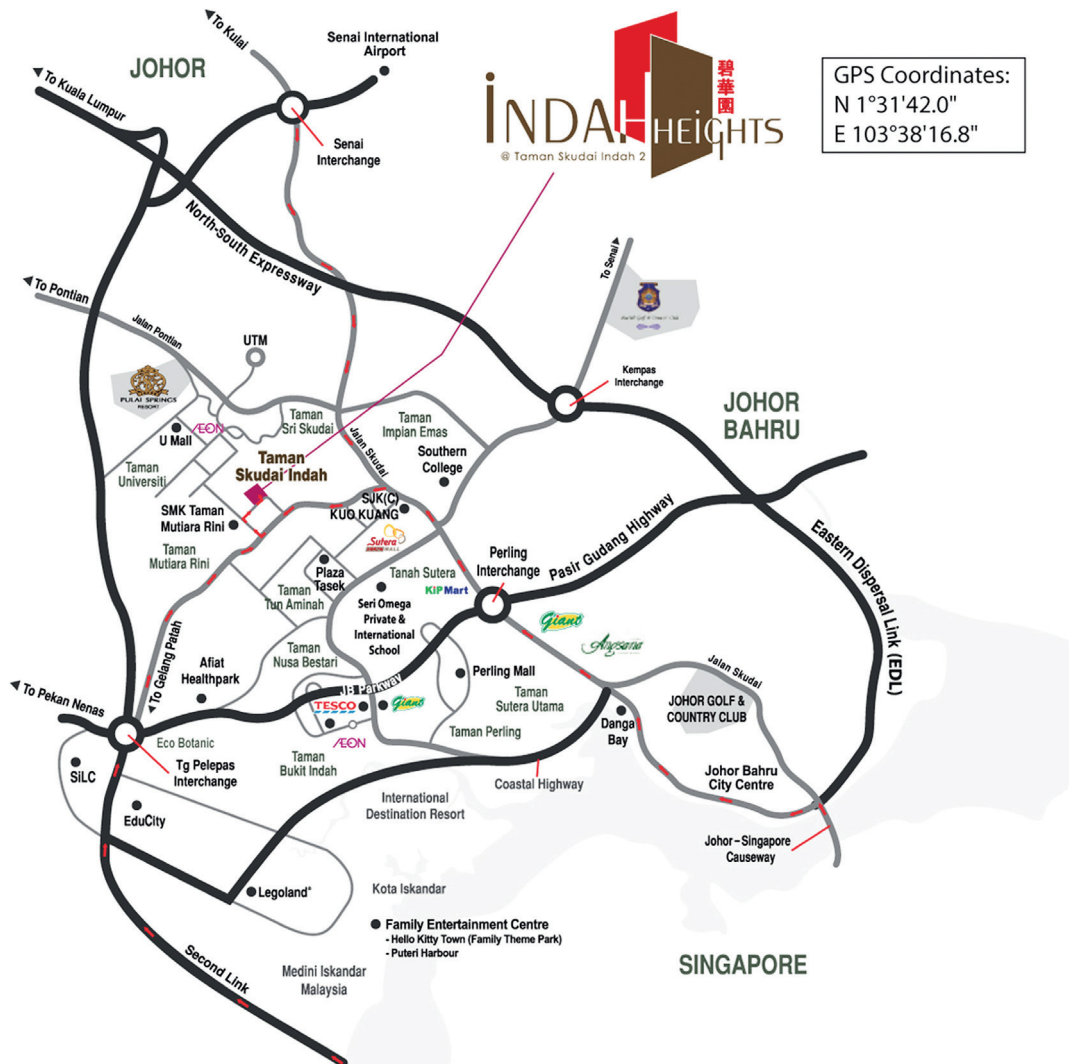 To Kulai
Senai International
Airport
JOHOR
To Kuala Lumpur
Senai
Interchange
INDAH HEIGHTS
碧華園
@ Taman Skudai Indah 2
GPS Coordinates:
N 1°31'42.0"
E 103°38'16.8"
North-South Expressway
To Senai
To Pontian
Jalan Pontian
UTM
Kempas
Interchange
PULAI SPRINGS
RESORT
JOHOR
BAHRU
U Mall
ÆON
Taman
Sri Skudai
Jalan Skudai
Taman
Impian Emas
Southern
College
Taman
Universiti
Taman
Skudai Indah
SMK Taman
Mutiara Rini
SJK(C)
KUO KUANG
Sutera
MALL
Taman
Mutiara Rini
Plaza
Tasek
Tanah Sutera
KIP Mart
Perling
Interchange
Pasir Gudang Highway
Eastern Dispersal Link (EDL)
Taman
Tun Aminah
Seri Omega
Private &
International
School
Giant
Angsana
Taman
Nusa Bestari
To Gelang Patah
Afiat
Healthpark
JB Parkway
Perling Mall
Jalan Skudai
To Pekan Nenas
TESCO
Giant
Taman
Sutera Utama
JOHOR GOLF &
COUNTRY CLUB
Danga
Bay
Taman Perling
ÆON
Eco Botanic
Taman
Bukit Indah
Tg Pelepas
Interchange
SiLC
Coastal Highway
Johor Bahru
City Centre
EduCity
International
Destination Resort
Johor–Singapore
Causeway
Legoland®
Kota Iskandar
Family Entertainment Centre
- Hello Kitty Town (Family Theme Park)
- Puteri Harbour
Second Link
Medini Iskandar
Malaysia
SINGAPORE